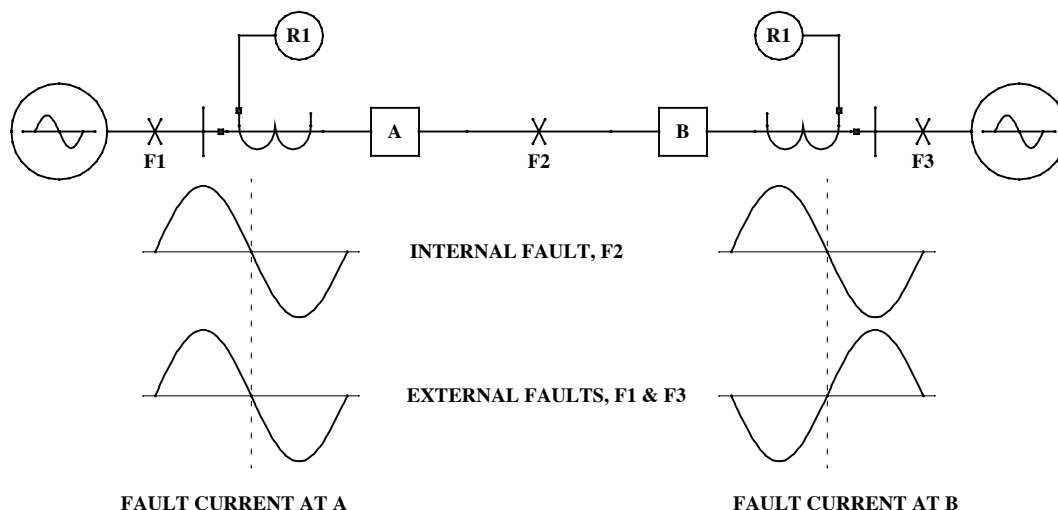 R1
R1
A
B
F1
F2
F3
INTERNAL FAULT, F2
EXTERNAL FAULTS, F1 & F3
FAULT CURRENT AT A
FAULT CURRENT AT B